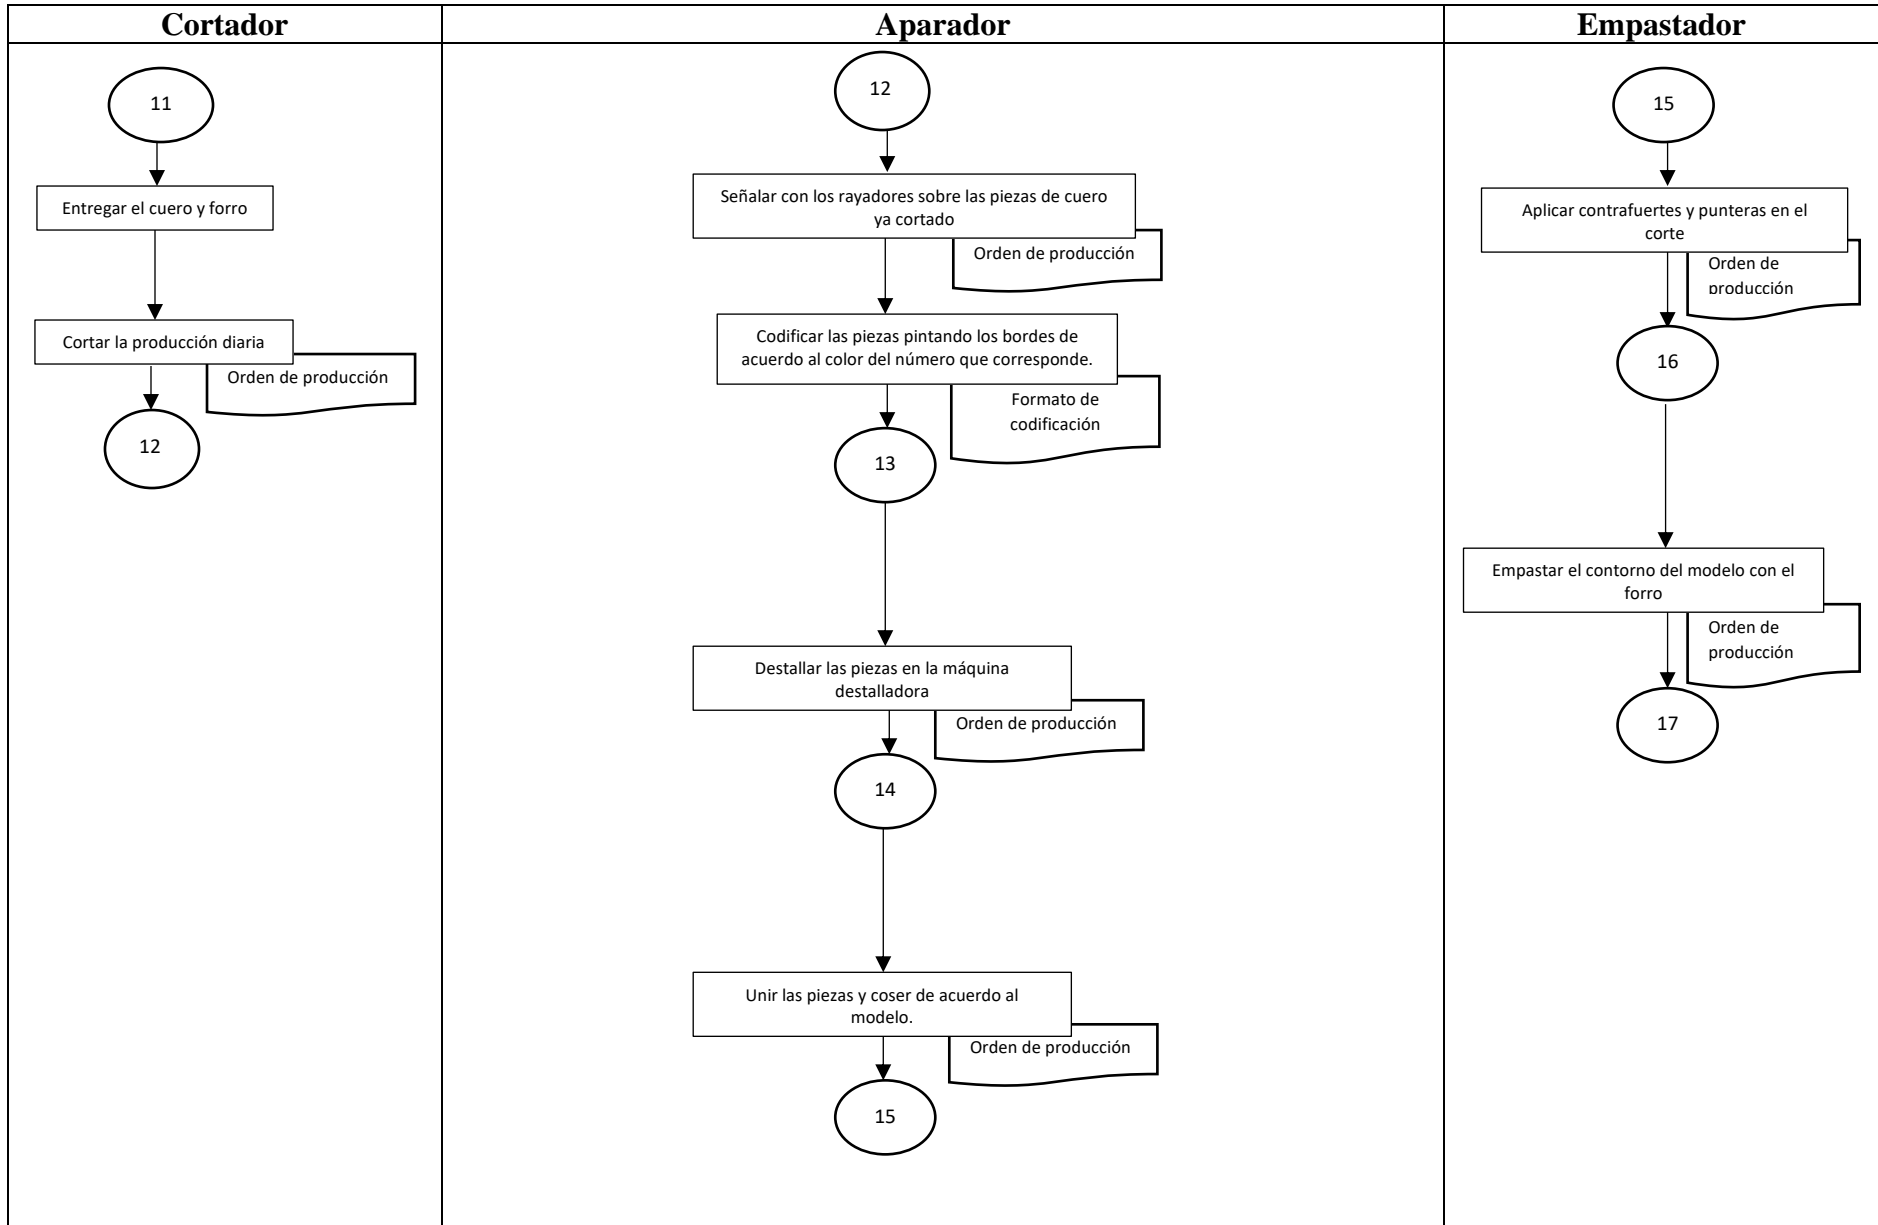 Cortador
11
Entregar el cuero y forro
Cortar la producción diaria
Orden de producción
12
Aparador
12
Señalar con los rayadores sobre las piezas de cuero
ya cortado
Orden de producción
Codificar las piezas pintando los bordes de
acuerdo al color del número que corresponde.
Formato de
codificación
13
Destallar las piezas en la máquina
destalladora
Orden de producción
14
Unir las piezas y coser de acuerdo al
modelo.
Orden de producción
15
Empastador
15
Aplicar contrafuertes y punteras en el
corte
Orden de
producción
16
Empastar el contorno del modelo con el
forro
Orden de
producción
17